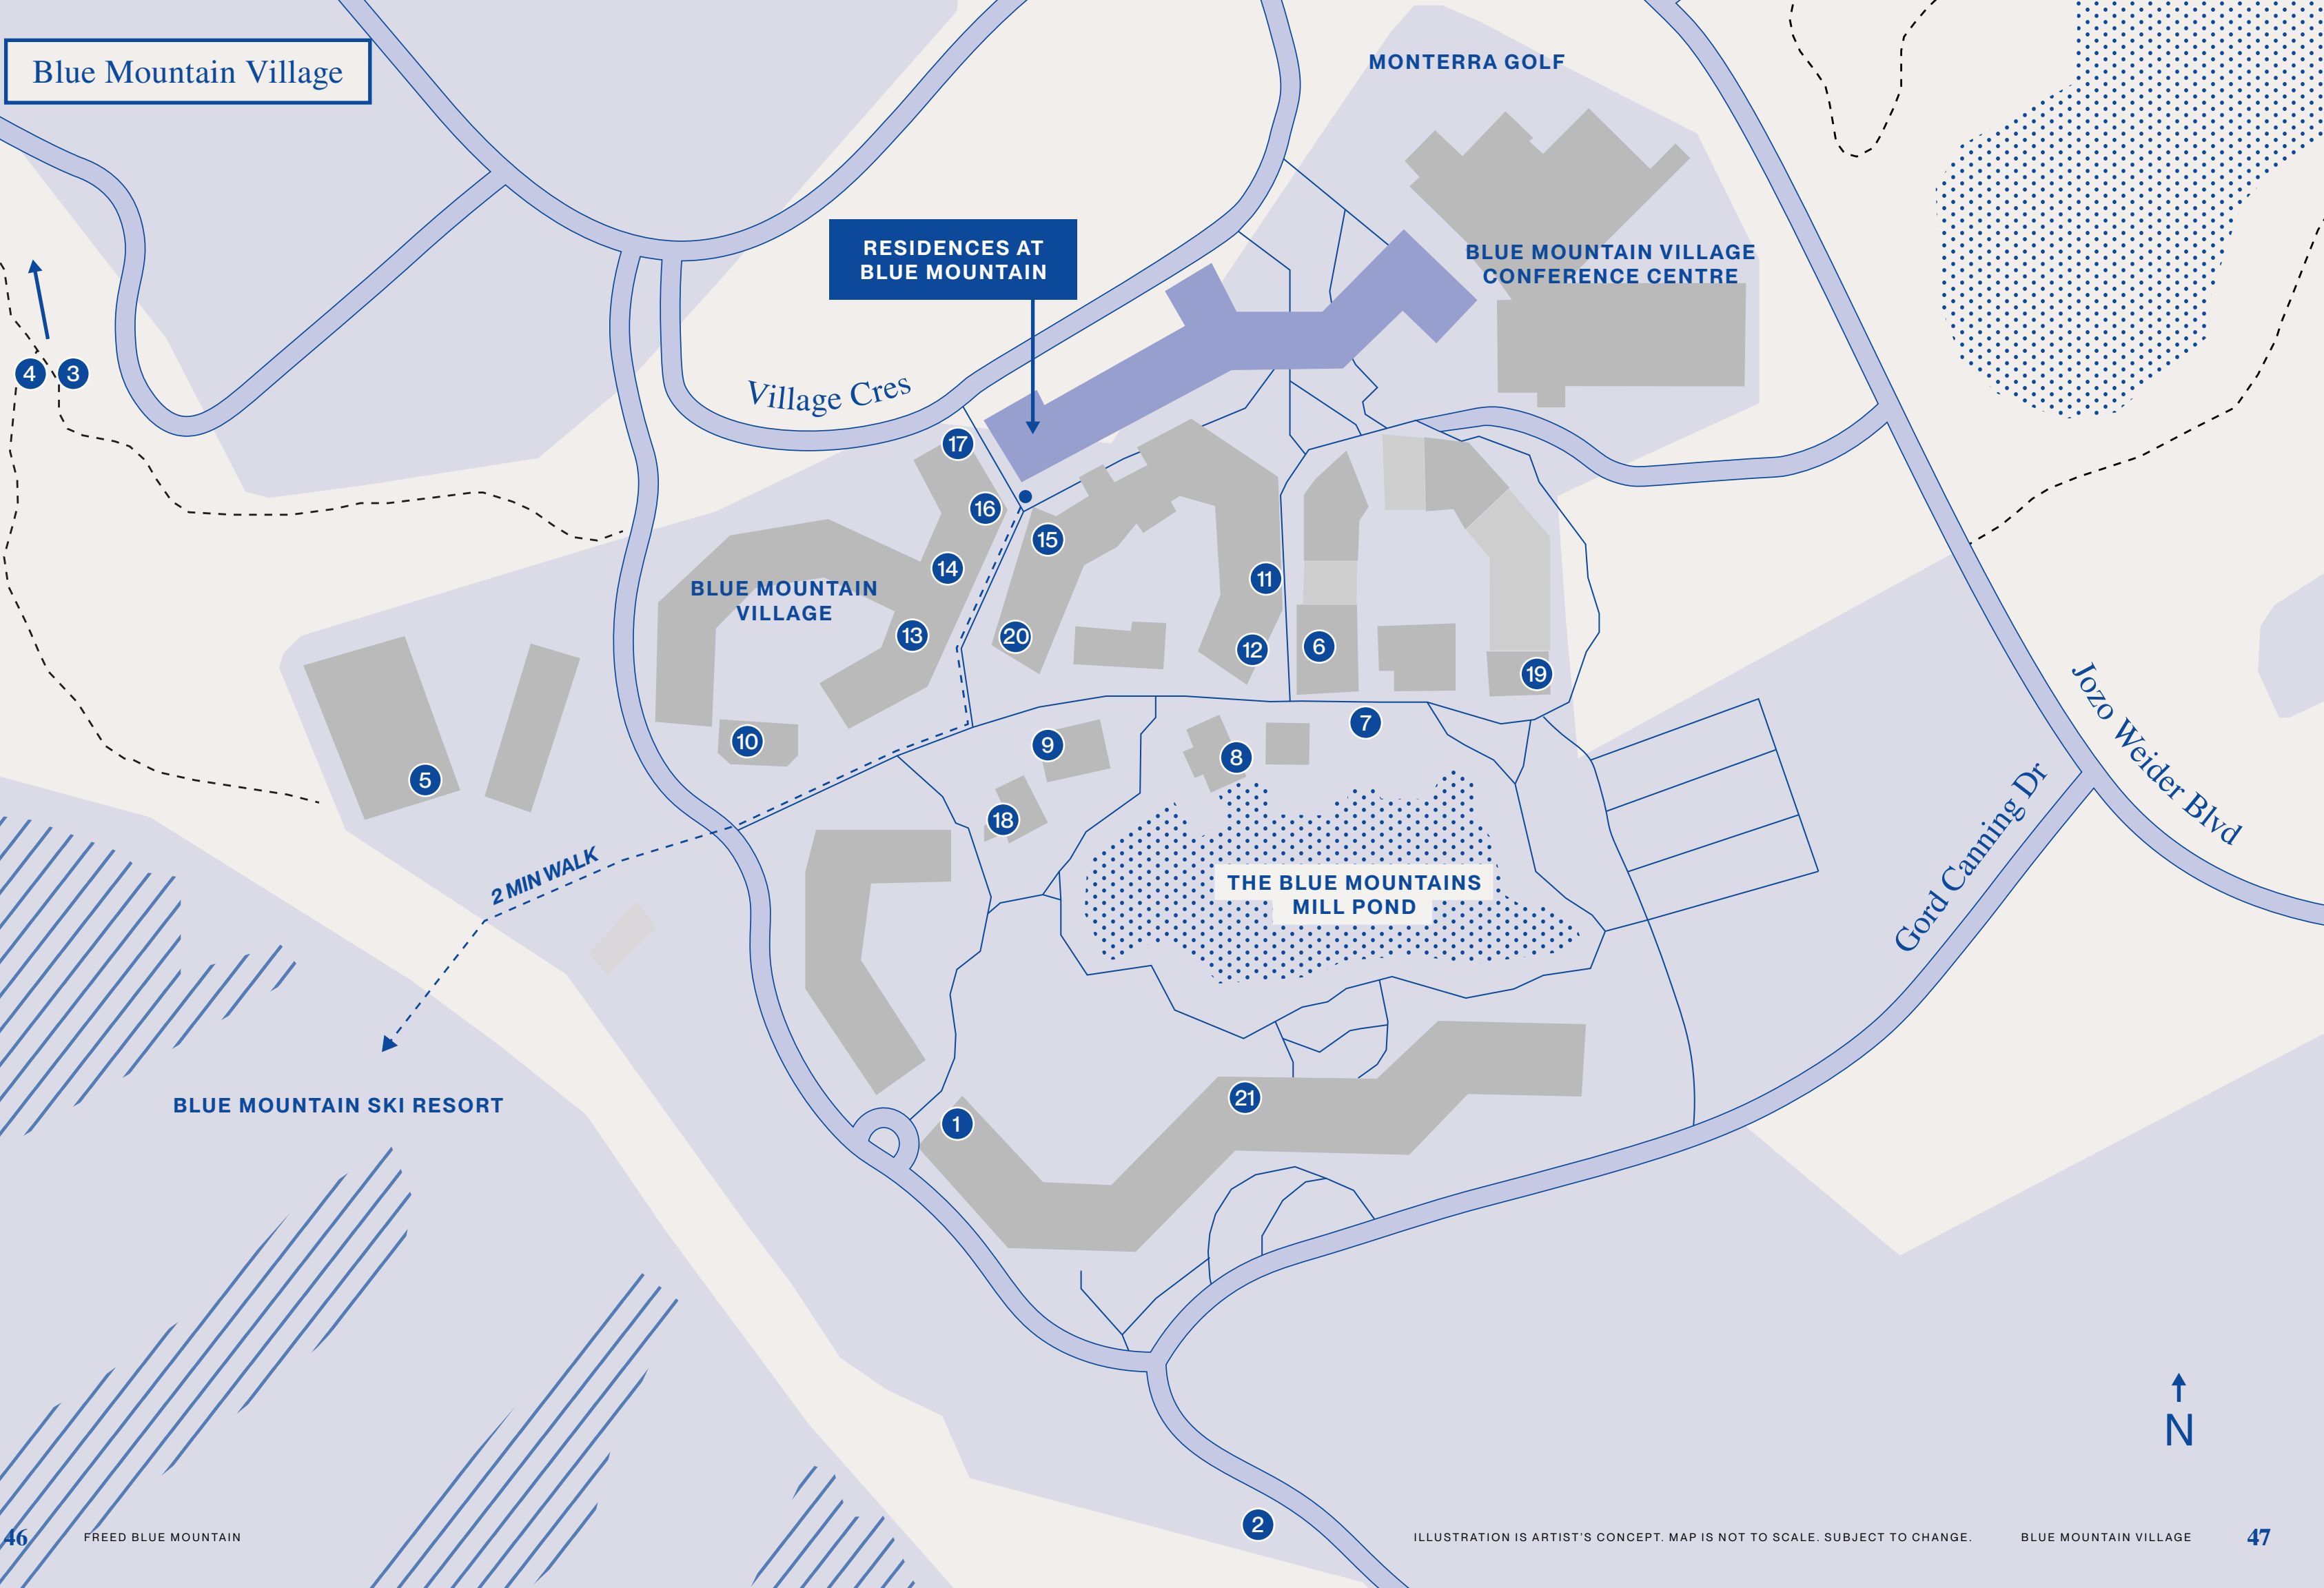 Blue Mountain Village
MONTERRA GOLF
RESIDENCES AT
BLUE MOUNTAIN
BLUE MOUNTAIN VILLAGE
CONFERENCE CENTRE
4
3
Village Cres
17
16
15
14
11
BLUE MOUNTAIN
VILLAGE
13
20
12
6
19
10
9
7
8
5
18
Jozo Weider Blvd
Gord Canning Dr
2 MIN WALK
THE BLUE MOUNTAINS
MILL POND
BLUE MOUNTAIN SKI RESORT
1
21
N
2
46
FREED BLUE MOUNTAIN
ILLUSTRATION IS ARTIST'S CONCEPT. MAP IS NOT TO SCALE. SUBJECT TO CHANGE.
BLUE MOUNTAIN VILLAGE
47